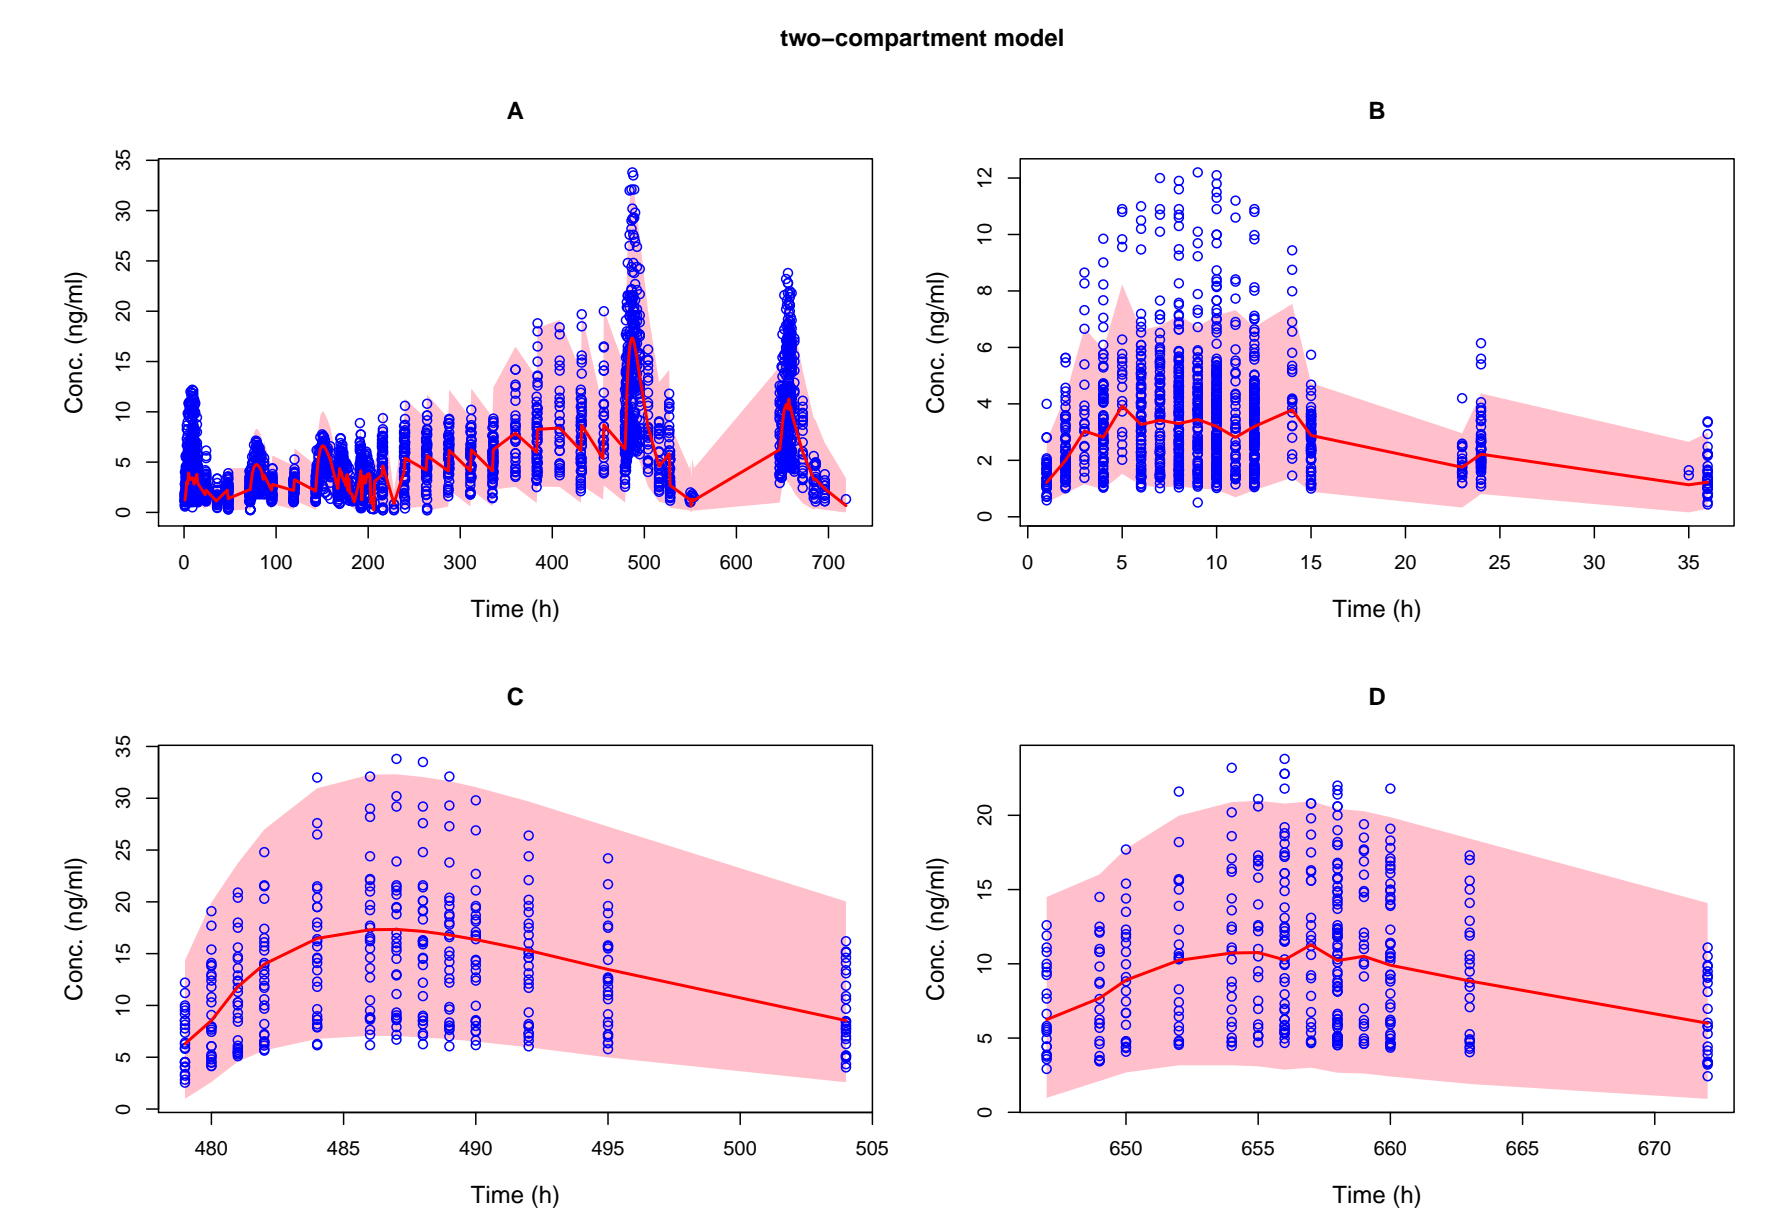 two−compartment model
A
B
Conc. (ng/ml)
0 5 10 15 20 25 30 35
0 100 200 300 400 500 600 700
Time (h)
Conc. (ng/ml)
0 2 4 6 8 10 12
0 5 10 15 20 25 30 35
Time (h)
C
D
Conc. (ng/ml)
0 5 10 15 20 25 30 35
480 485 490 495 500 505
Time (h)
Conc. (ng/ml)
0 5 10 15 20
650 655 660 665 670
Time (h)